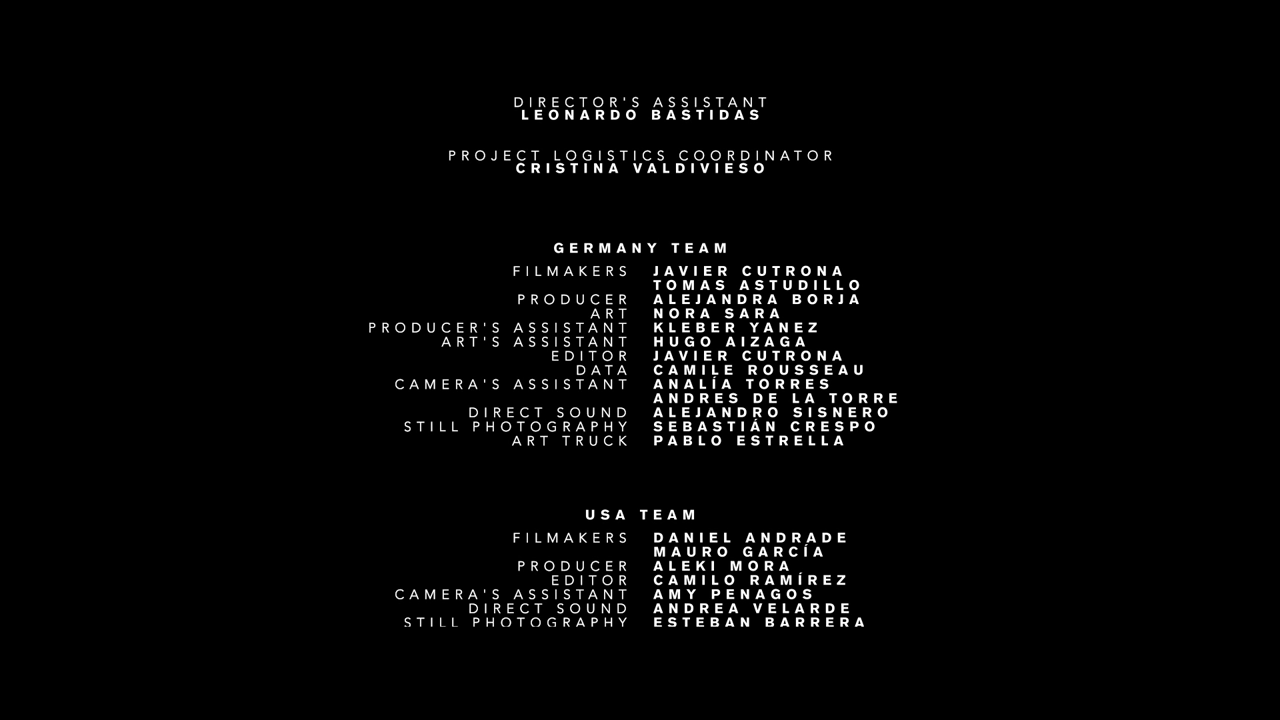 DIRECTOR'S ASSISTANT
LEONARDO BASTIDAS
PROJECT LOGISTICS COORDINATOR
CRISTINA VALDIVIESO
GERMANY TEAM
FILMAKERS JAVIER CUTRONA
TOMAS ASTUDILLO
PRODUCER ALEJANDRA BORJA
ART NORA SARA
PRODUCER'S ASSISTANT KLEBER YANEZ
ART'S ASSISTANT HUGO AIZAGA
EDITOR JAVIER CUTRONA
DATA CAMILE ROUSSEAU
CAMERA'S ASSISTANT ANALÍA TORRES
ANDRES DE LA TORRE
DIRECT SOUND ALEJANDRO SISNERO
STILL PHOTOGRAPHY SEBASTIÁN CRESPO
ART TRUCK PABLO ESTRELLA
USA TEAM
FILMAKERS DANIEL ANDRADE
MAURO GARCÍA
PRODUCER ALEKI MORA
EDITOR CAMILO RAMÍREZ
CAMERA'S ASSISTANT AMY PENAGOS
DIRECT SOUND ANDREA VELARDE
STILL PHOTOGRAPHY ESTEBAN BARRERA